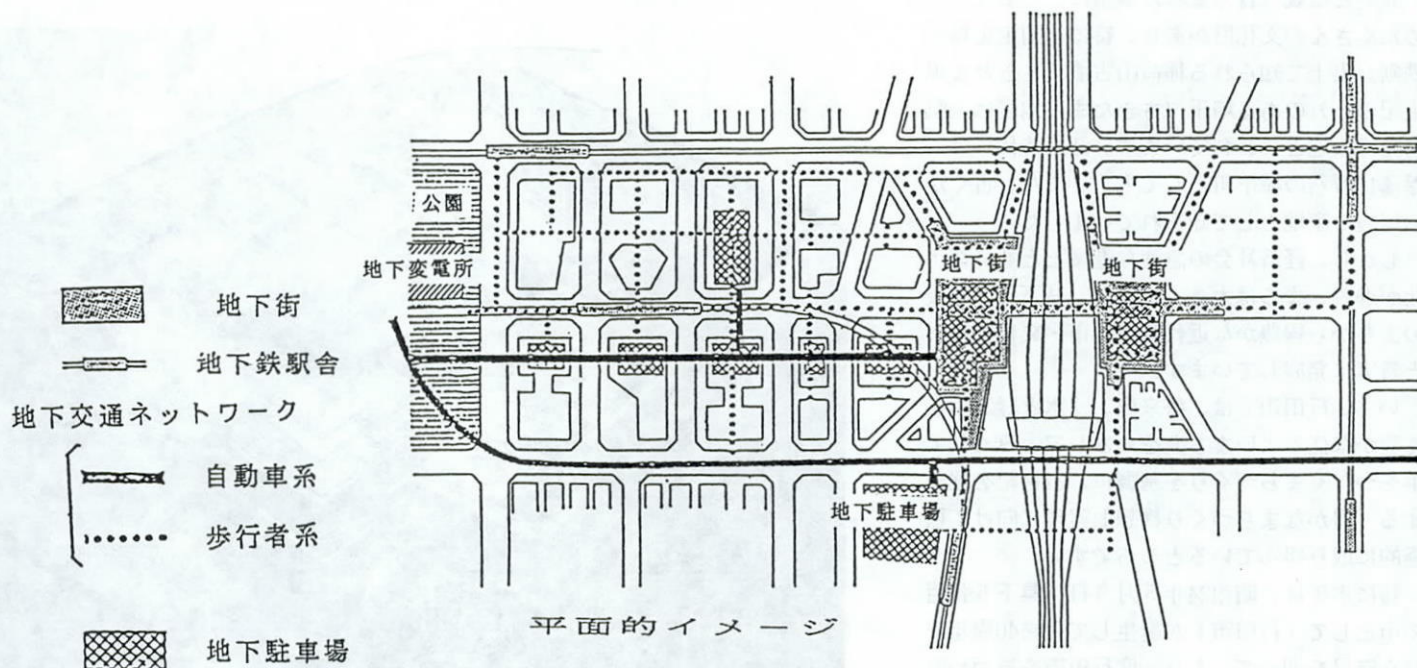 公園
地下変電所
地下街
地下街
地下街
地下鉄駅舎
地下交通ネットワーク
自動車系
歩行者系
地下駐車場
平面的イメージ
地下駐車場